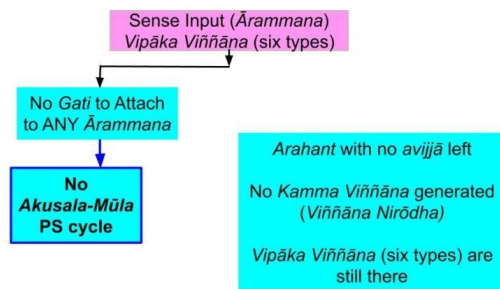 Sense Input (Ārammana)
Vipāka Viññāna (six types)
No Gati to Attach
to ANY Ārammana
No
Akusala-Mūla
PS cycle
Arahant with no avijjā left
No Kamma Viññāna generated
(Viññāna Nirōdha)
Vipāka Viññāna (six types) are
still there